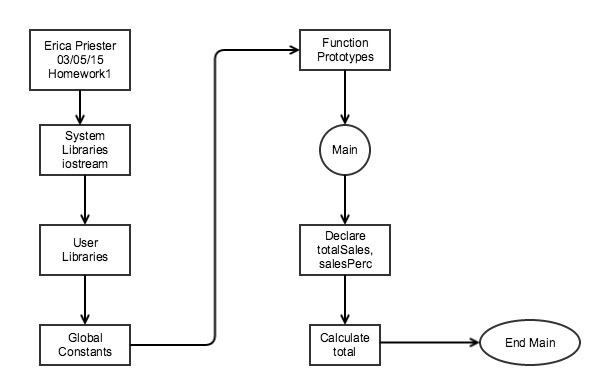 Erica Priester
03/05/15
Homework1
System
Libraries
iostream
User
Libraries
Global
Constants
Function
Prototypes
Main
Declare
totalSales,
salesPerc
Calculate
total
End Main